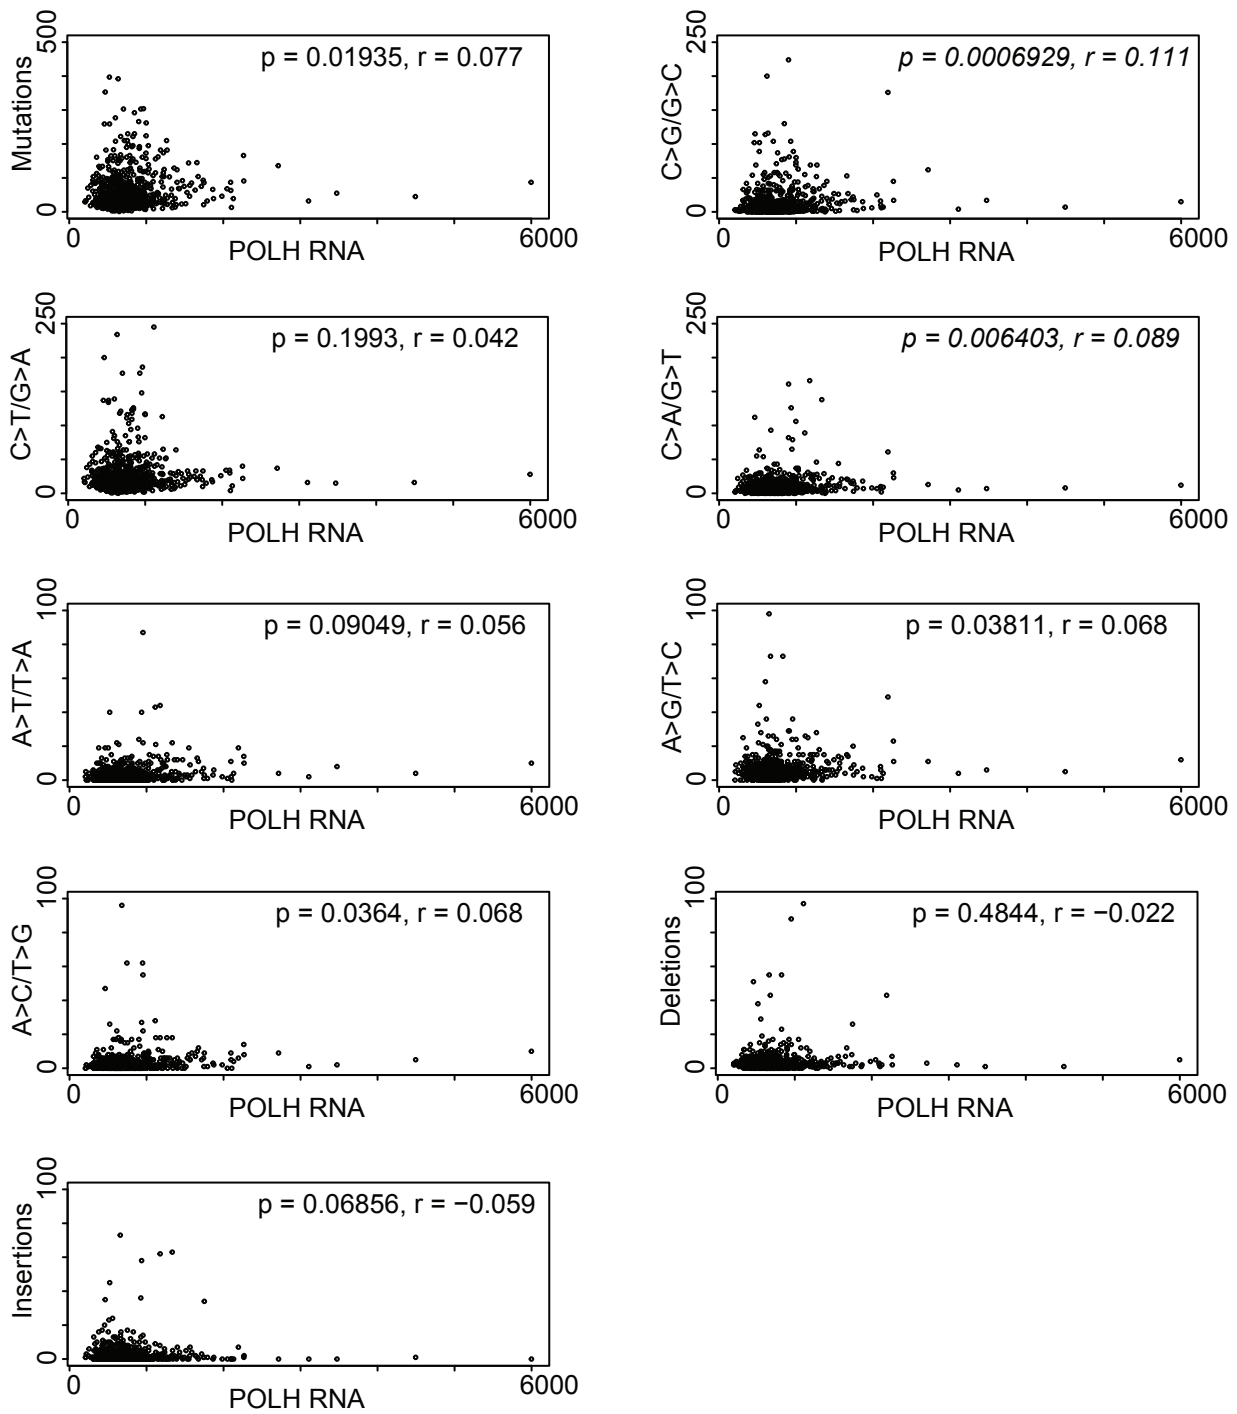 Mutations
500
0
p = 0.01935, r = 0.077
0
6000
POLH RNA
C>G/G>C
250
0
p = 0.0006929, r = 0.111
0
6000
POLH RNA
C>T/G>A
250
0
p = 0.1993, r = 0.042
0
6000
POLH RNA
C>A/G>T
250
0
p = 0.006403, r = 0.089
0
6000
POLH RNA
A>T/T>A
100
0
p = 0.09049, r = 0.056
0
6000
POLH RNA
A>G/T>C
100
0
p = 0.03811, r = 0.068
0
6000
POLH RNA
A>C/T>G
100
0
p = 0.0364, r = 0.068
0
6000
POLH RNA
Deletions
100
0
p = 0.4844, r = −0.022
0
6000
POLH RNA
Insertions
100
0
p = 0.06856, r = −0.059
0
6000
POLH RNA